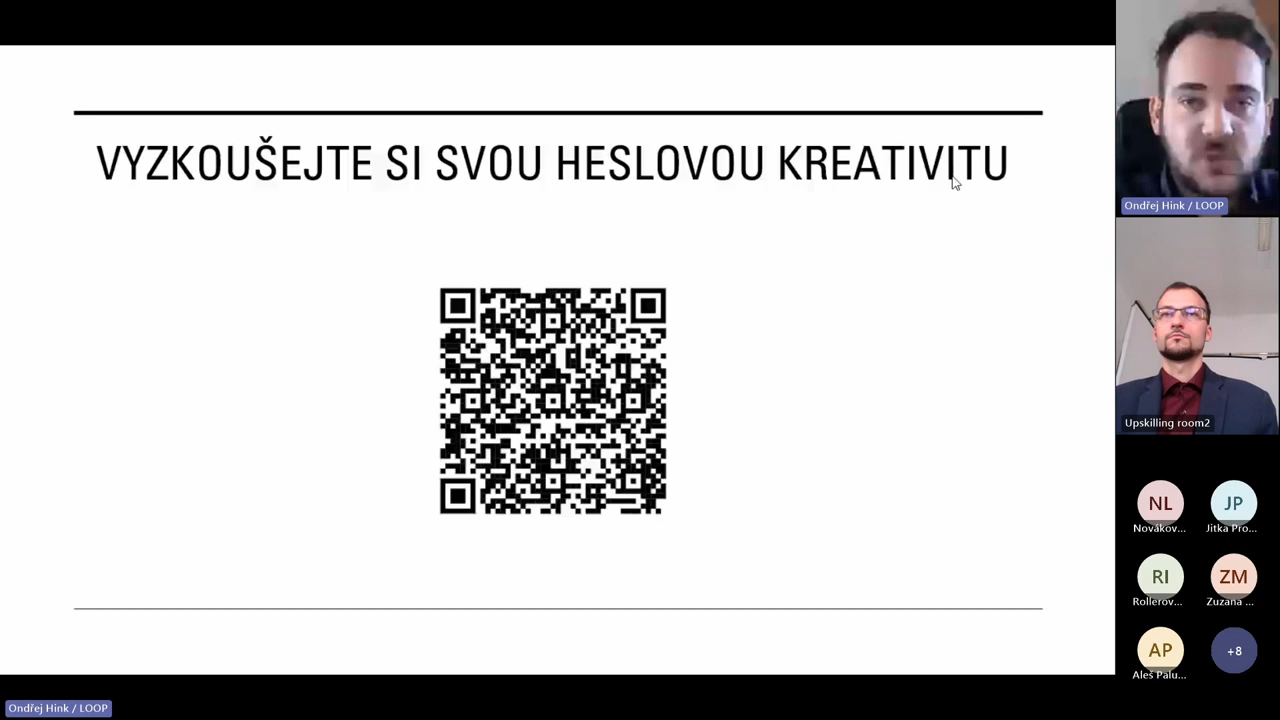 VYZKOUŠEJTE SI SVOU HESLOVOU KREATIVITU
Ondřej Hink / LOOP
Upskilling room2
NL
JP
Novákov...
Jitka Pro...
RI
ZM
Rollerov...
Zuzana ...
AP
+8
Aleš Palu...
Ondřej Hink / LOOP